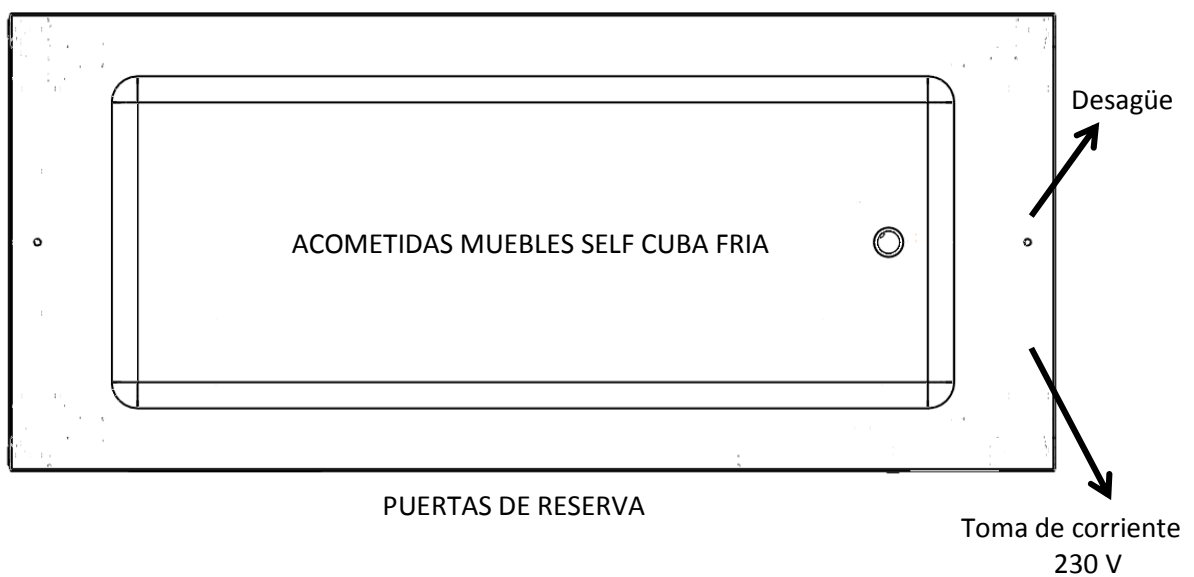 Desagüe
ACOMETIDAS MUEBLES SELF CUBA FRIA
PUERTAS DE RESERVA
Toma de corriente
230 V